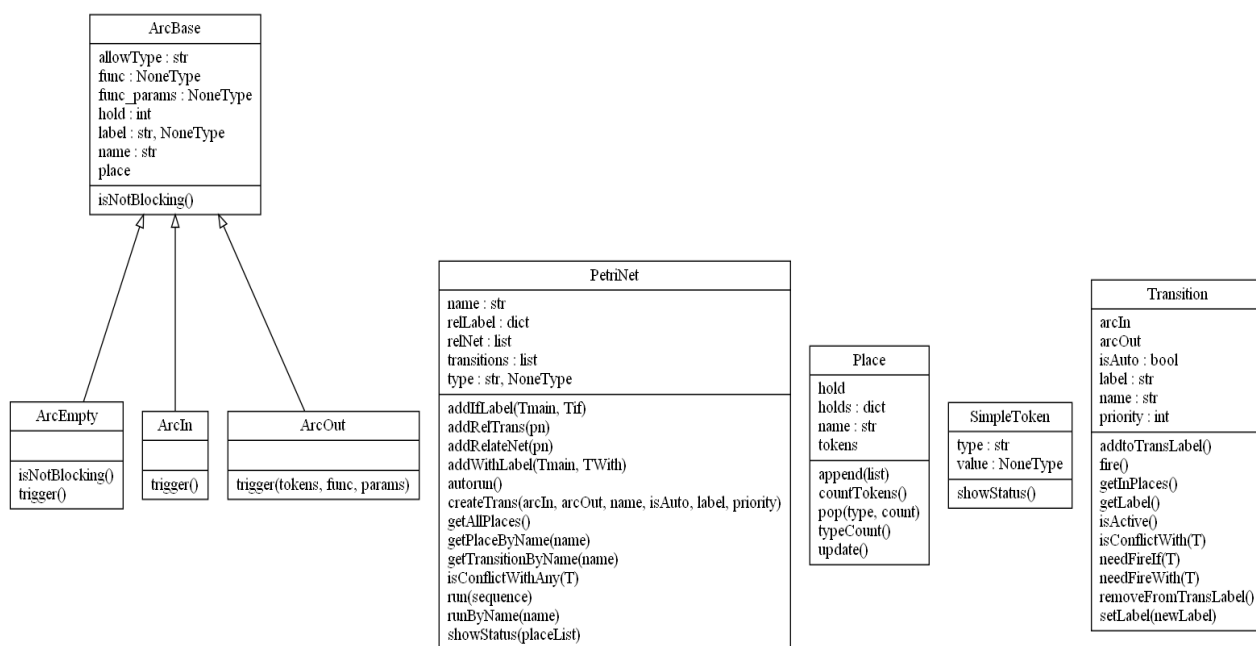 ArcBase
allowType : str
func : NoneType
func_params : NoneType
hold : int
label : str, NoneType
name : str
place
isNotBlocking()
ArcEmpty
isNotBlocking()
trigger()
ArcIn
trigger()
ArcOut
trigger(tokens, func, params)
PetriNet
name : str
relLabel : dict
relNet : list
transitions : list
type : str, NoneType
addIfLabel(Tmain, Tif)
addRelTrans(pn)
addRelateNet(pn)
addWithLabel(Tmain, TWith)
autorun()
createTrans(arcIn, arcOut, name, isAuto, label, priority)
getAllPlaces()
getPlaceByName(name)
getTransitionByName(name)
isConflictWithAny(T)
run(sequence)
runByName(name)
showStatus(placeList)
Place
hold
holds : dict
name : str
tokens
append(list)
countTokens()
pop(type, count)
typeCount()
update()
SimpleToken
type : str
value : NoneType
showStatus()
Transition
arcIn
arcOut
isAuto : bool
label : str
name : str
priority : int
addtoTransLabel()
fire()
getInPlaces()
getLabel()
isActive()
isConflictWith(T)
needFireIf(T)
needFireWith(T)
removeFromTransLabel()
setLabel(newLabel)